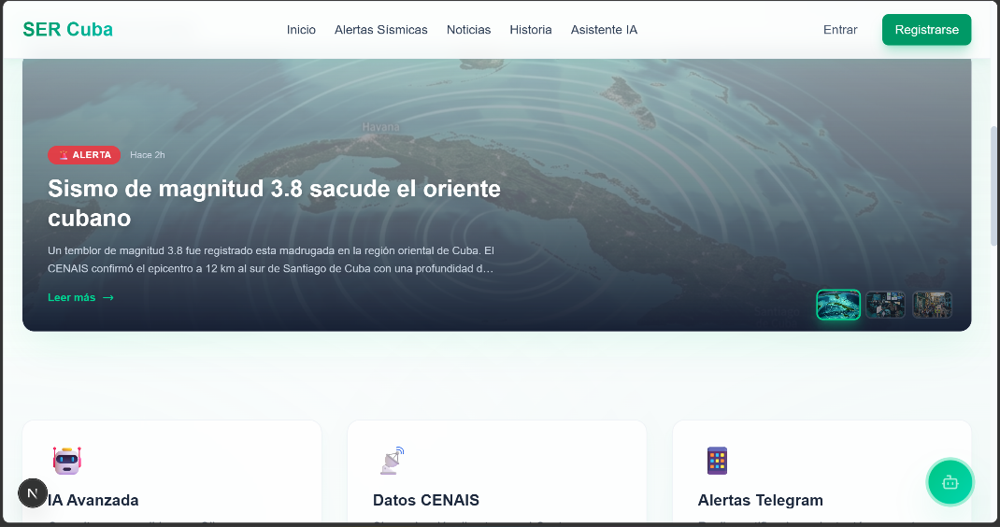 SER Cuba
Inicio
Alertas Sísmicas
Noticias
Historia
Asistente IA
Entrar
Registrarse
Havana
ALERTA
Hace 2h
Sismo de magnitud 3.8 sacude el oriente
cubano
Un temblor de magnitud 3.8 fue registrado esta madrugada en la región oriental de Cuba. El
CENAIS confirmó el epicentro a 12 km al sur de Santiago de Cuba con una profundidad d…
Leer más →
IA Avanzada
Datos CENAIS
Alertas Telegram
N